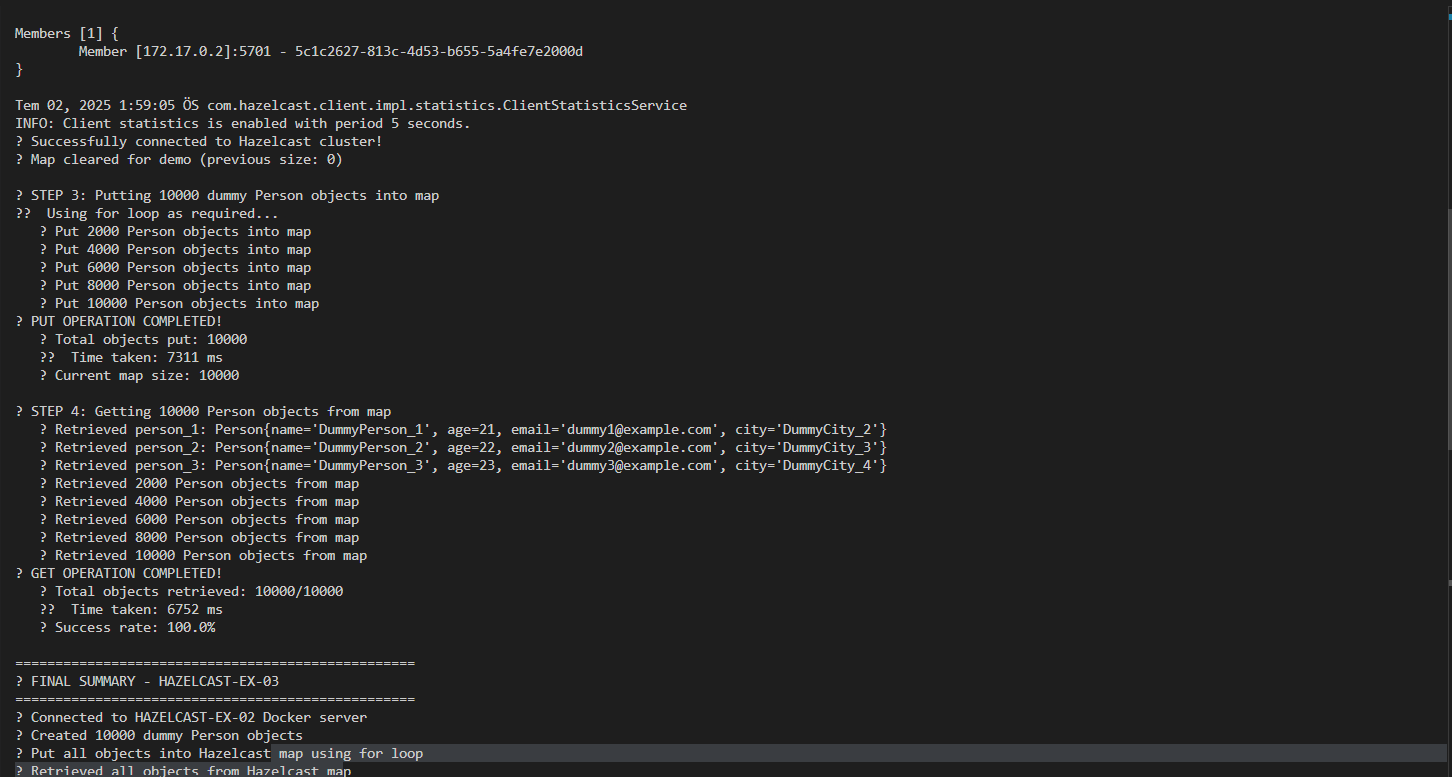 Members [1] {
        Member [172.17.0.2]:5701 - 5c1c2627-813c-4d53-b655-5a4fe7e2000d
}
Tem 02, 2025 1:59:05 ÖS com.hazelcast.client.impl.statistics.ClientStatisticsService
INFO: Client statistics is enabled with period 5 seconds.
? Successfully connected to Hazelcast cluster!
? Map cleared for demo (previous size: 0)
? STEP 3: Putting 10000 dummy Person objects into map
??  Using for loop as required...
   ? Put 2000 Person objects into map
   ? Put 4000 Person objects into map
   ? Put 6000 Person objects into map
   ? Put 8000 Person objects into map
   ? Put 10000 Person objects into map
? PUT OPERATION COMPLETED!
   ? Total objects put: 10000
   ??  Time taken: 7311 ms
   ? Current map size: 10000
? STEP 4: Getting 10000 Person objects from map
   ? Retrieved person_1: Person{name='DummyPerson_1', age=21, email='dummy1@example.com', city='DummyCity_2'}
   ? Retrieved person_2: Person{name='DummyPerson_2', age=22, email='dummy2@example.com', city='DummyCity_3'}
   ? Retrieved person_3: Person{name='DummyPerson_3', age=23, email='dummy3@example.com', city='DummyCity_4'}
   ? Retrieved 2000 Person objects from map
   ? Retrieved 4000 Person objects from map
   ? Retrieved 6000 Person objects from map
   ? Retrieved 8000 Person objects from map
   ? Retrieved 10000 Person objects from map
? GET OPERATION COMPLETED!
   ? Total objects retrieved: 10000/10000
   ??  Time taken: 6752 ms
   ? Success rate: 100.0%
==================================================
? FINAL SUMMARY - HAZELCAST-EX-03
==================================================
? Connected to HAZELCAST-EX-02 Docker server
? Created 10000 dummy Person objects
? Put all objects into Hazelcast map using for loop
? Retrieved all objects from Hazelcast map